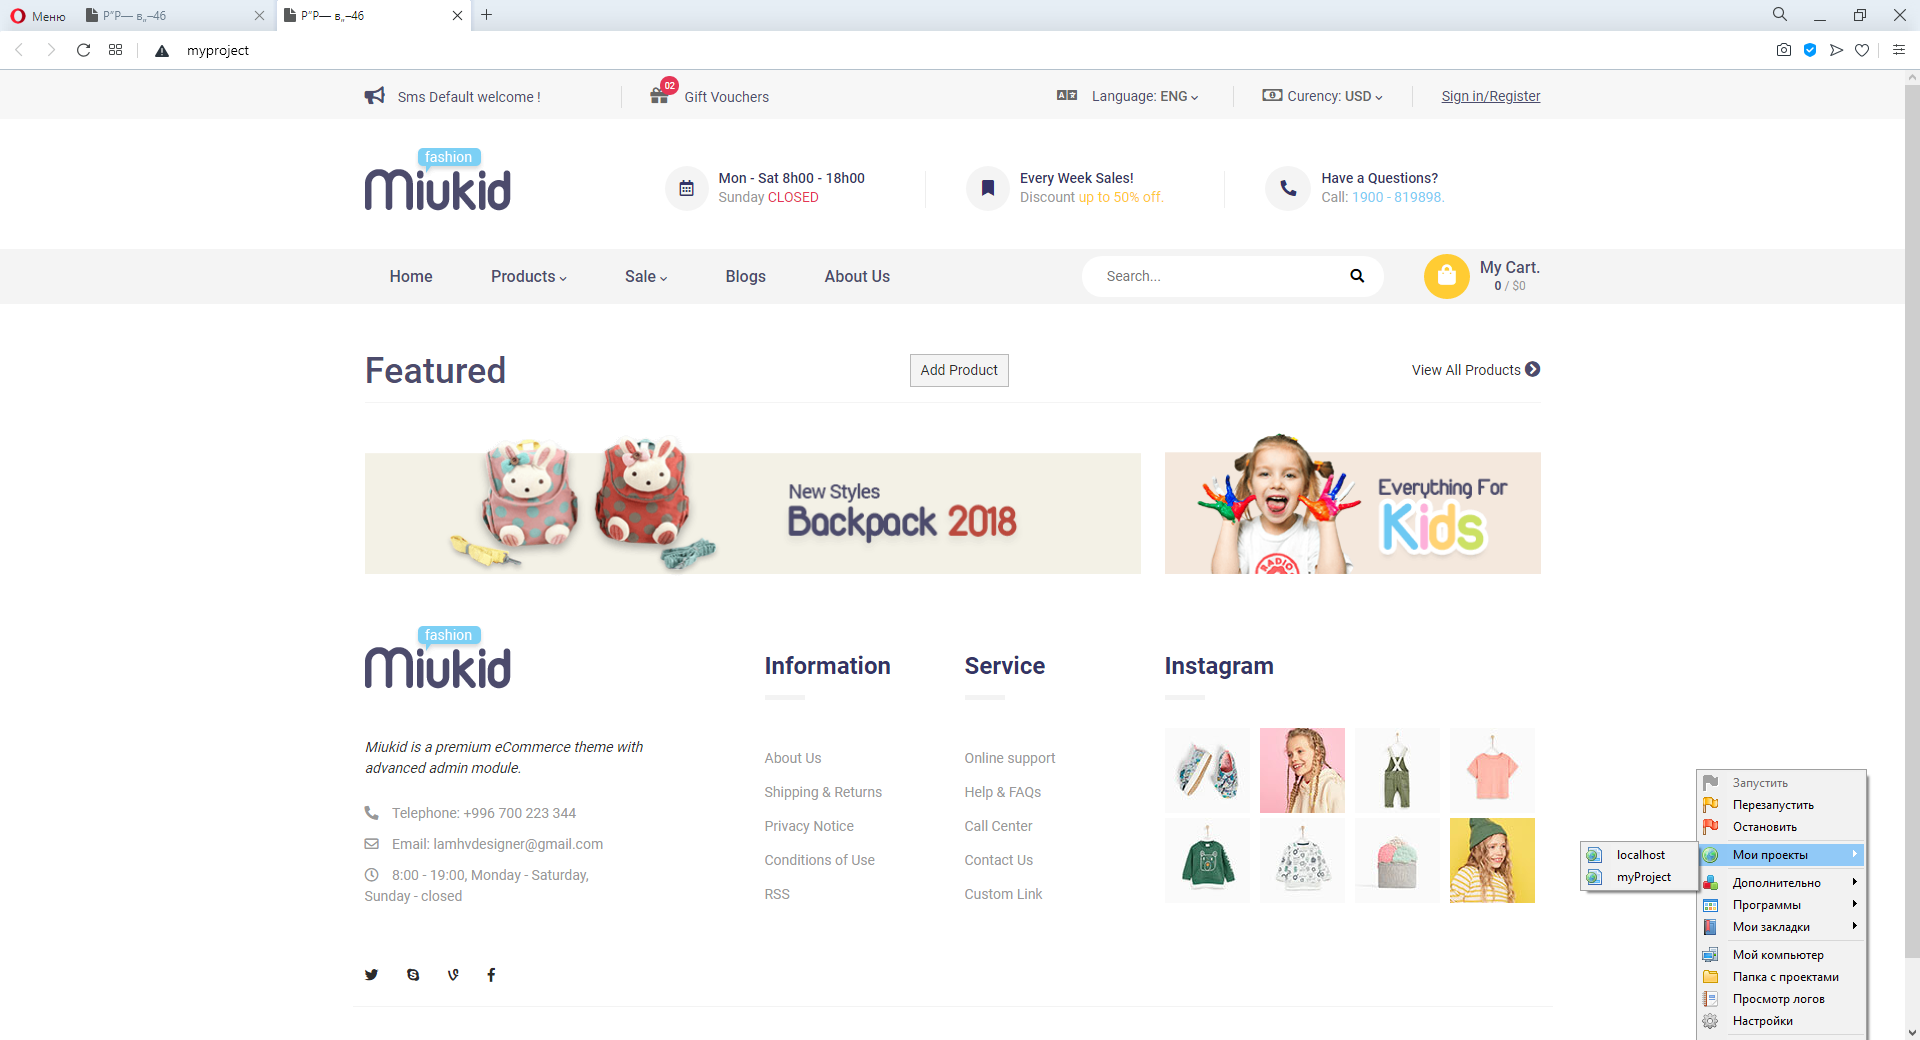 Меню
Р"Р— в„–46
Р"Р— в„–46
myproject
Sms Default welcome !
02
Gift Vouchers
Language: ENG
Curency: USD
Sign in/Register
fashion
Miukid
Mon - Sat 8h00 - 18h00
Sunday CLOSED
Every Week Sales!
Discount up to 50% off.
Have a Questions?
Call: 1900 - 819898.
Home
Products
Sale
Blogs
About Us
Search...
My Cart.
0 / $0
Featured
Add Product
View All Products
New Styles
Backpack 2018
RADIO
Everything For
Kids
fashion
Miukid
Miukid is a premium eCommerce theme with
advanced admin module.
Telephone: +996 700 223 344
Email: lamhvdesigner@gmail.com
8:00 - 19:00, Monday - Saturday,
Sunday - closed
Information
About Us
Shipping & Returns
Privacy Notice
Conditions of Use
RSS
Service
Online support
Help & FAQs
Call Center
Contact Us
Custom Link
Instagram
localhost
myProject
Запустить
Перезапустить
Остановить
Мои проекты
Дополнительно
Программы
Мои закладки
Мой компьютер
Папка с проектами
Просмотр логов
Настройки